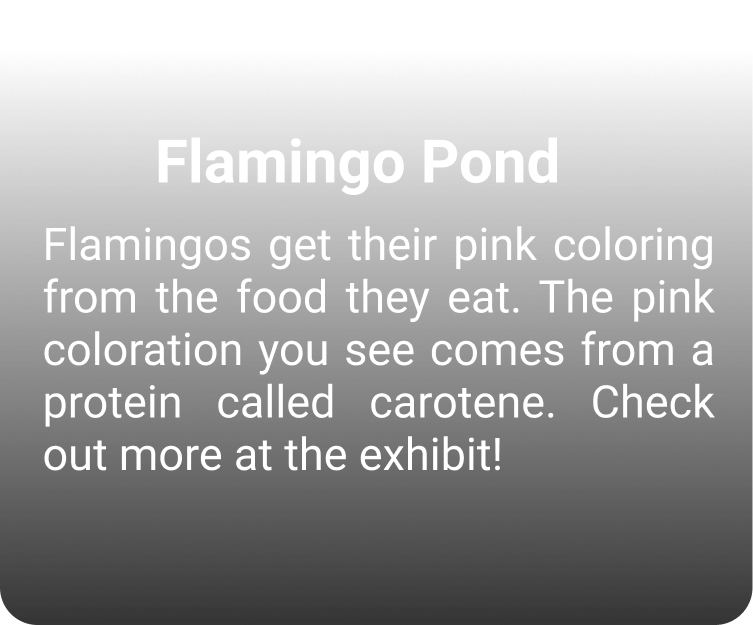 Flamingo Pond
Flamingos get their pink coloring
from the food they eat. The pink
coloration you see comes from a
protein called carotene. Check
out more at the exhibit!